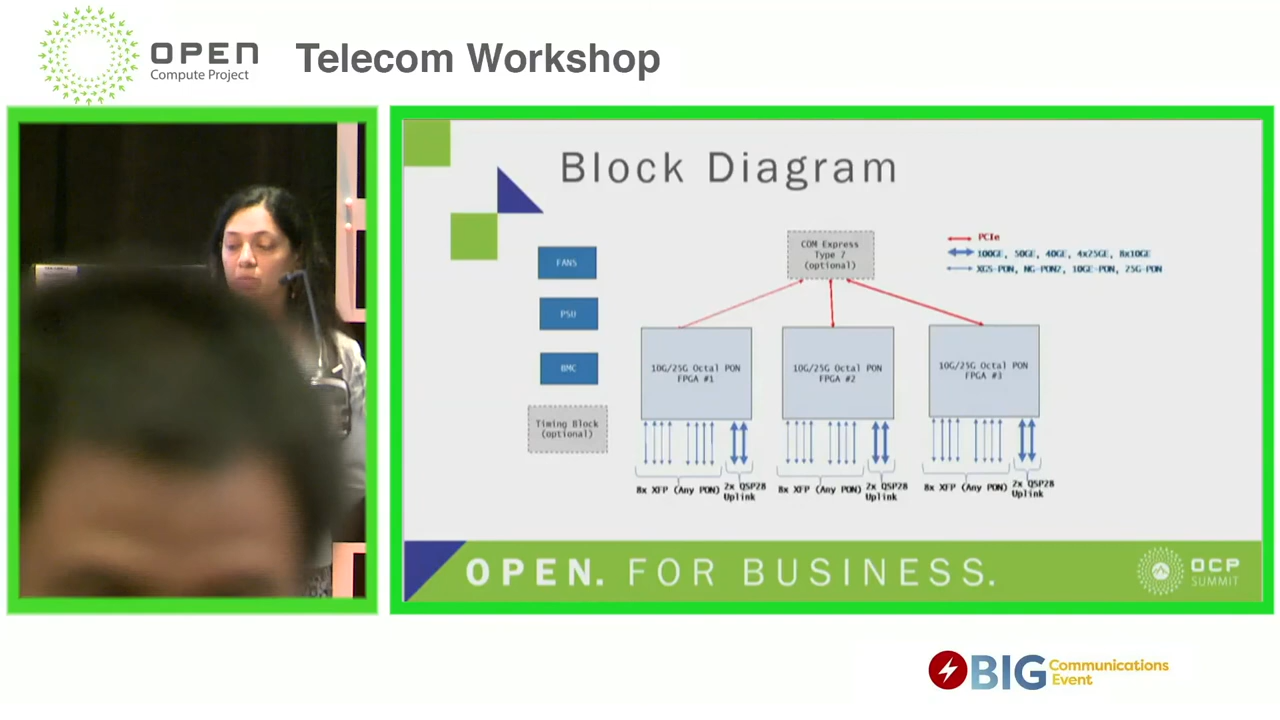 OPEN
Compute Project
Telecom Workshop
Block Diagram
FANS
PSU
BMC
Timing Block
(optional)
COM Express
Type 7
(optional)
PCIe
100GE, 50GE, 40GE, 4x25GE, 8x10GE
XGS-PON, NG-PON2, 10GE-PON, 25G-PON
10G/25G Octal PON
FPGA #1
10G/25G Octal PON
FPGA #2
10G/25G Octal PON
FPGA #3
8x XFP (Any PON)
2x QSP28
Uplink
8x XFP (Any PON)
2x QSP28
Uplink
8x XFP (Any PON)
2x QSP28
Uplink
OPEN. FOR BUSINESS.
OCP
SUMMIT
BIG Communications
Event